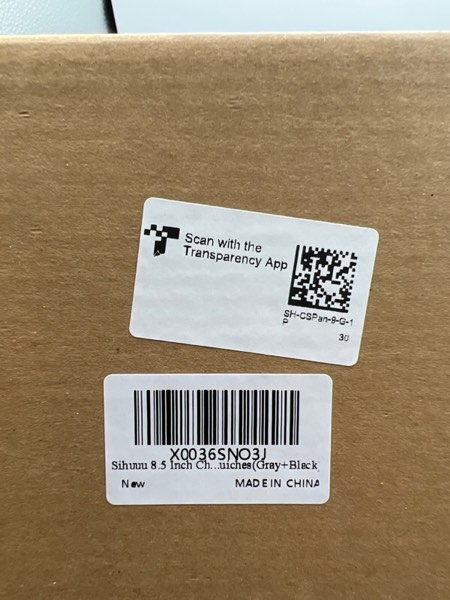 Scan with the
Transparency App
SH-CSPan-9-G-1
P
30
X0036SNO3J
Sihuuu 8.5 Inch Ch...uiches(Gray+Black
New MADE IN CHINA